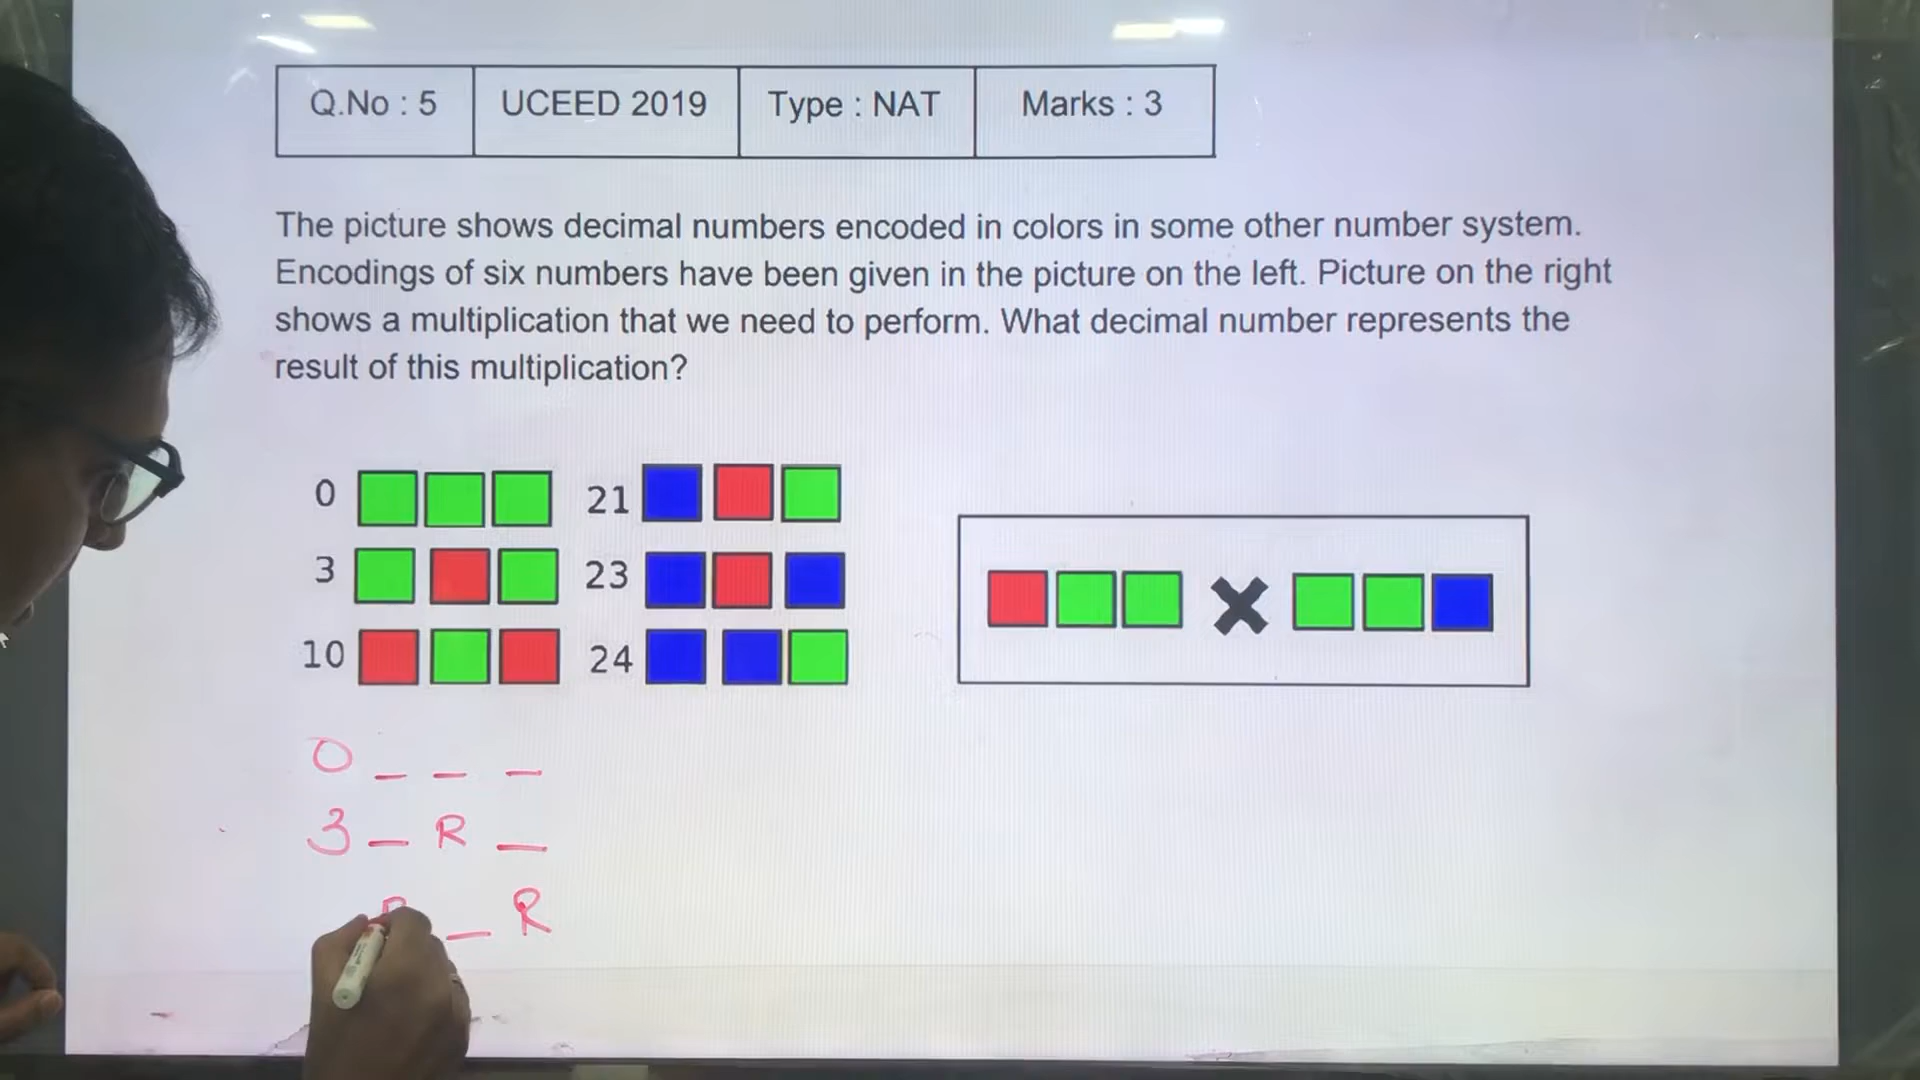 Q.No : 5 UCEED 2019 Type : NAT Marks : 3
The picture shows decimal numbers encoded in colors in some other number system.
Encodings of six numbers have been given in the picture on the left. Picture on the right
shows a multiplication that we need to perform. What decimal number represents the
result of this multiplication?
0 21
3 23
10 24
0 _ _ _
3 _ R _
_ R